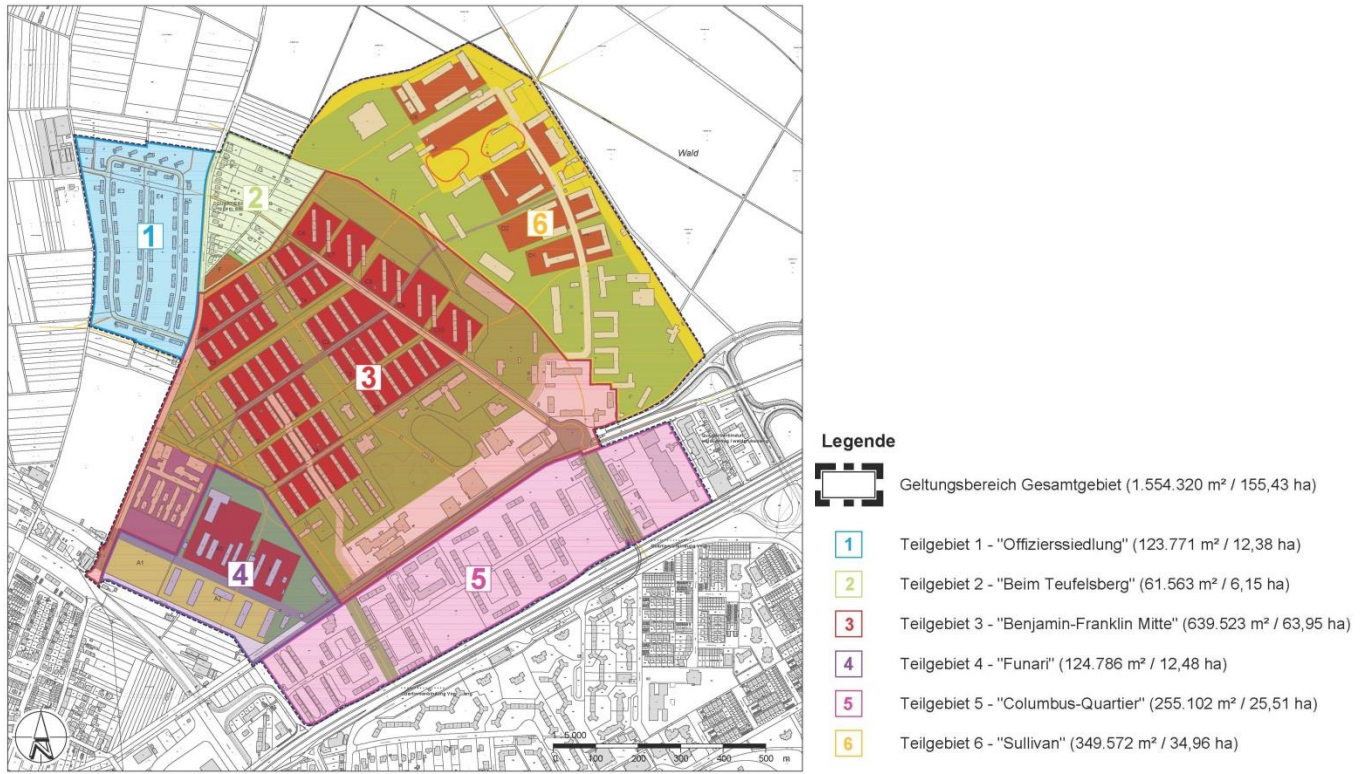 Wald
1
2
6
3
4
5
E4
A1
1:5.000
0 100 200 300 400 500 m
N
Legende
Geltungsbereich Gesamtgebiet (1.554.320 m² / 155,43 ha)
1 Teilgebiet 1 - "Offizierssiedlung" (123.771 m² / 12,38 ha)
2 Teilgebiet 2 - "Beim Teufelsberg" (61.563 m² / 6,15 ha)
3 Teilgebiet 3 - "Benjamin-Franklin Mitte" (639.523 m² / 63,95 ha)
4 Teilgebiet 4 - "Funari" (124.786 m² / 12,48 ha)
5 Teilgebiet 5 - "Columbus-Quartier" (255.102 m² / 25,51 ha)
6 Teilgebiet 6 - "Sullivan" (349.572 m² / 34,96 ha)